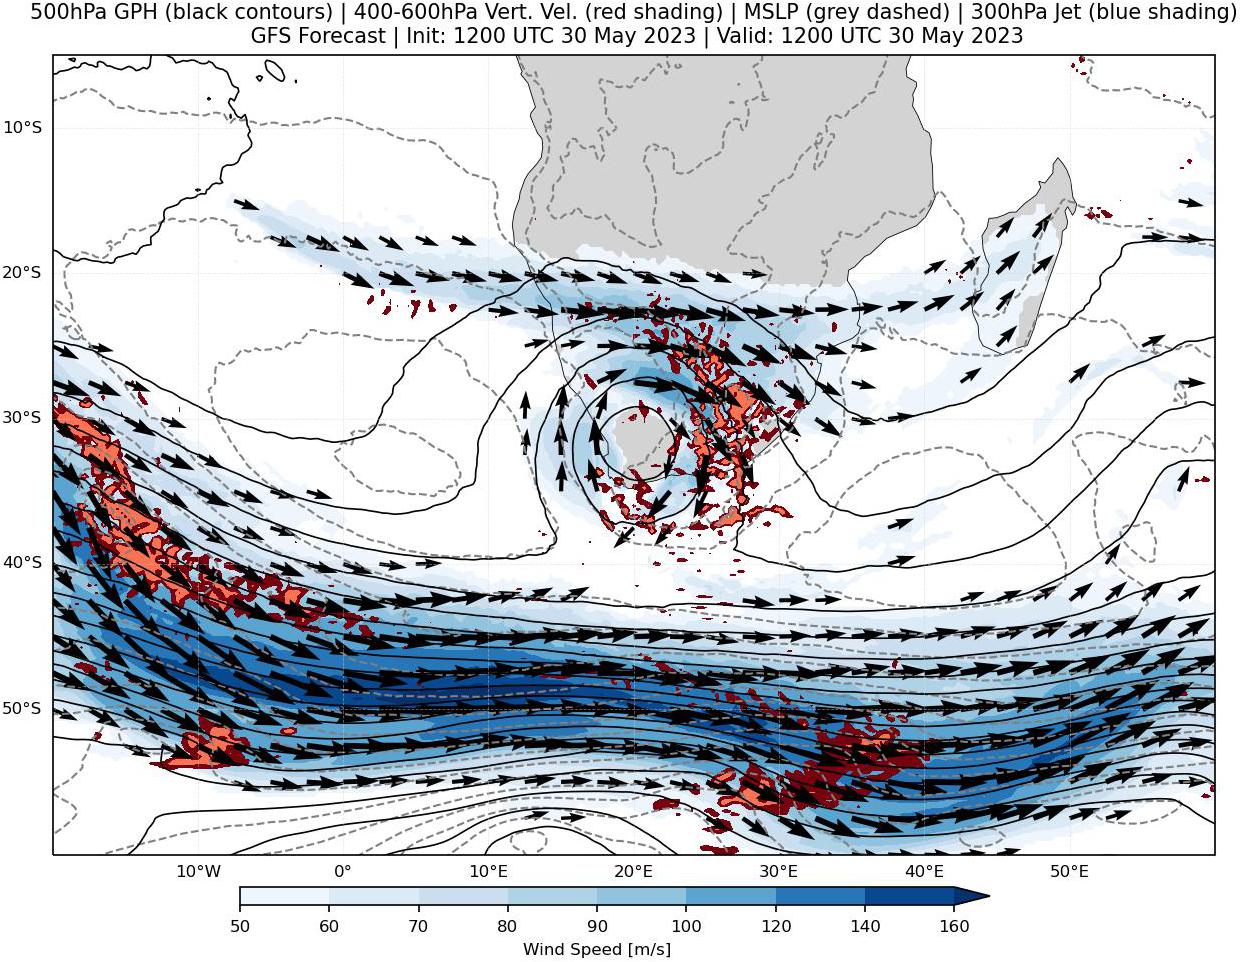 500hPa GPH (black contours) | 400-600hPa Vert. Vel. (red shading) | MSLP (grey dashed) | 300hPa Jet (blue shading)
GFS Forecast | Init: 1200 UTC 30 May 2023 | Valid: 1200 UTC 30 May 2023
10°S
20°S
30°S
40°S
50°S
10°W 0° 10°E 20°E 30°E 40°E 50°E
50 60 70 80 90 100 120 140 160
Wind Speed [m/s]